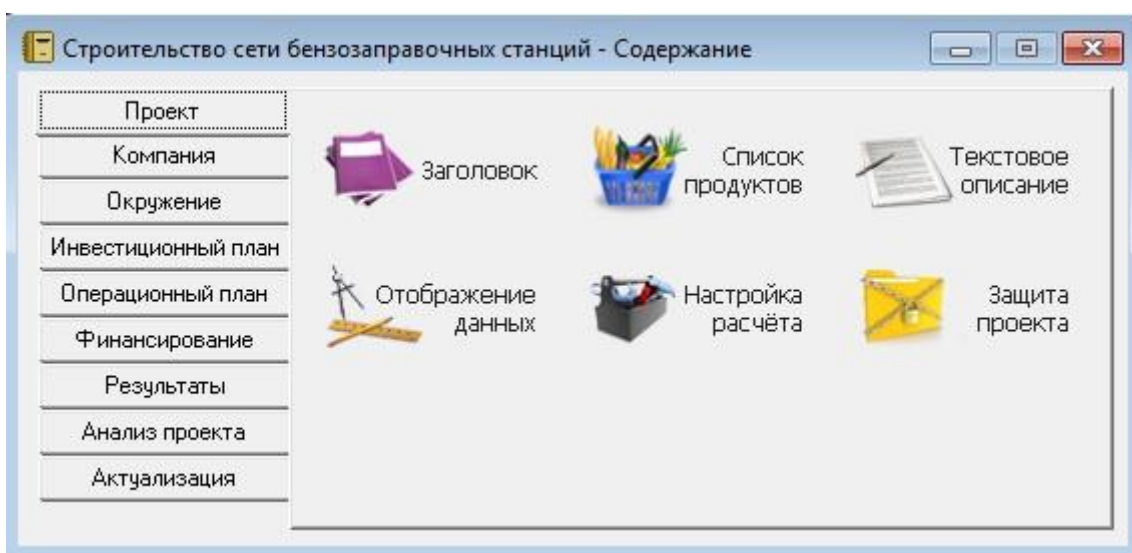 Строительство сети бензозаправочных станций - Содержание
Проект
Компания
Окружение
Инвестиционный план
Операционный план
Финансирование
Результаты
Анализ проекта
Актуализация
Заголовок
Список
продуктов
Текстовое
описание
Отображение
данных
Настройка
расчёта
Защита
проекта